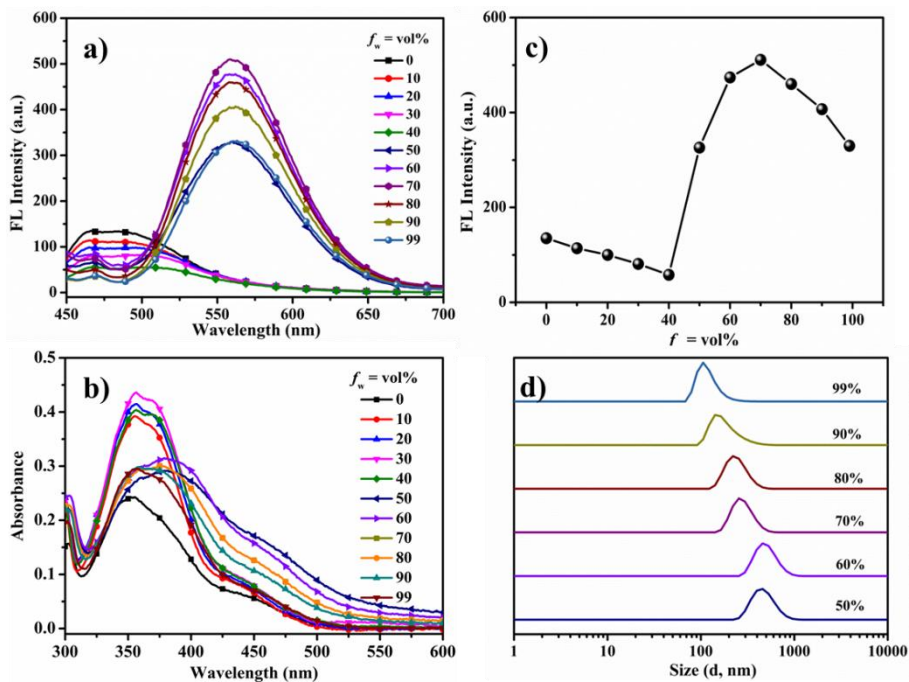 a)
f_w = vol%
0
10
20
30
40
50
60
70
80
90
99
600
500
400
300
200
100
0
FL Intensity (a.u.)
450 500 550 600 650 700
Wavelength (nm)
c)
600
400
200
0
FL Intensity (a.u.)
0 20 40 60 80 100
f = vol%
b)
f_w = vol%
0
10
20
30
40
50
60
70
80
90
99
0.5
0.4
0.3
0.2
0.1
0.0
Absorbance
300 350 400 450 500 550 600
Wavelength (nm)
d)
99%
90%
80%
70%
60%
50%
1 10 100 1000 10000
Size (d, nm)